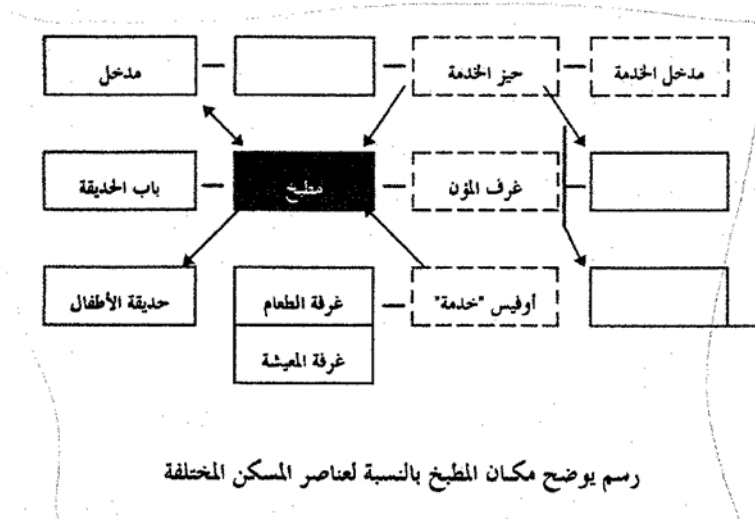 مدخل الخدمة
حيز الخدمة
مدخل
غرف المؤن
مطبخ
باب الحديقة
أوفيس "خدمة"
غرفة الطعام
حديقة الأطفال
غرفة المعيشة
رسم يوضح مكان المطبخ بالنسبة لعناصر المسكن المختلفة